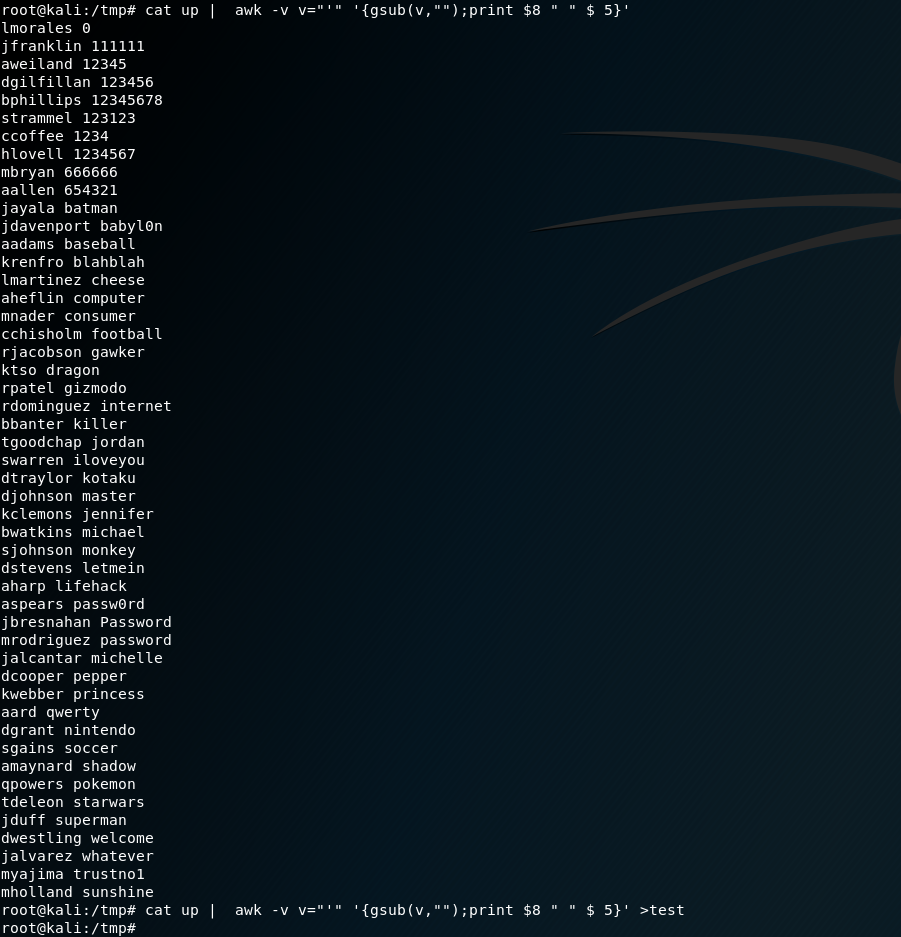 root@kali:/tmp# cat up |  awk -v v="'" '{gsub(v,"");print $8 " " $ 5}'
lmorales 0
jfranklin 111111
aweiland 12345
dgilfillan 123456
bphillips 12345678
strammel 123123
ccoffee 1234
hlovell 1234567
mbryan 666666
aallen 654321
jayala batman
jdavenport babyl0n
aadams baseball
krenfro blahblah
lmartinez cheese
aheflin computer
mnader consumer
cchisholm football
rjacobson gawker
ktso dragon
rpatel gizmodo
rdominguez internet
bbanter killer
tgoodchap jordan
swarren iloveyou
dtraylor kotaku
djohnson master
kclemons jennifer
bwatkins michael
sjohnson monkey
dstevens letmein
aharp lifehack
aspears passw0rd
jbresnahan Password
mrodriguez password
jalcantar michelle
dcooper pepper
kwebber princess
aard qwerty
dgrant nintendo
sgains soccer
amaynard shadow
qpowers pokemon
tdeleon starwars
jduff superman
dwestling welcome
jalvarez whatever
myajima trustno1
mholland sunshine
root@kali:/tmp# cat up |  awk -v v="'" '{gsub(v,"");print $8 " " $ 5}' >test
root@kali:/tmp#